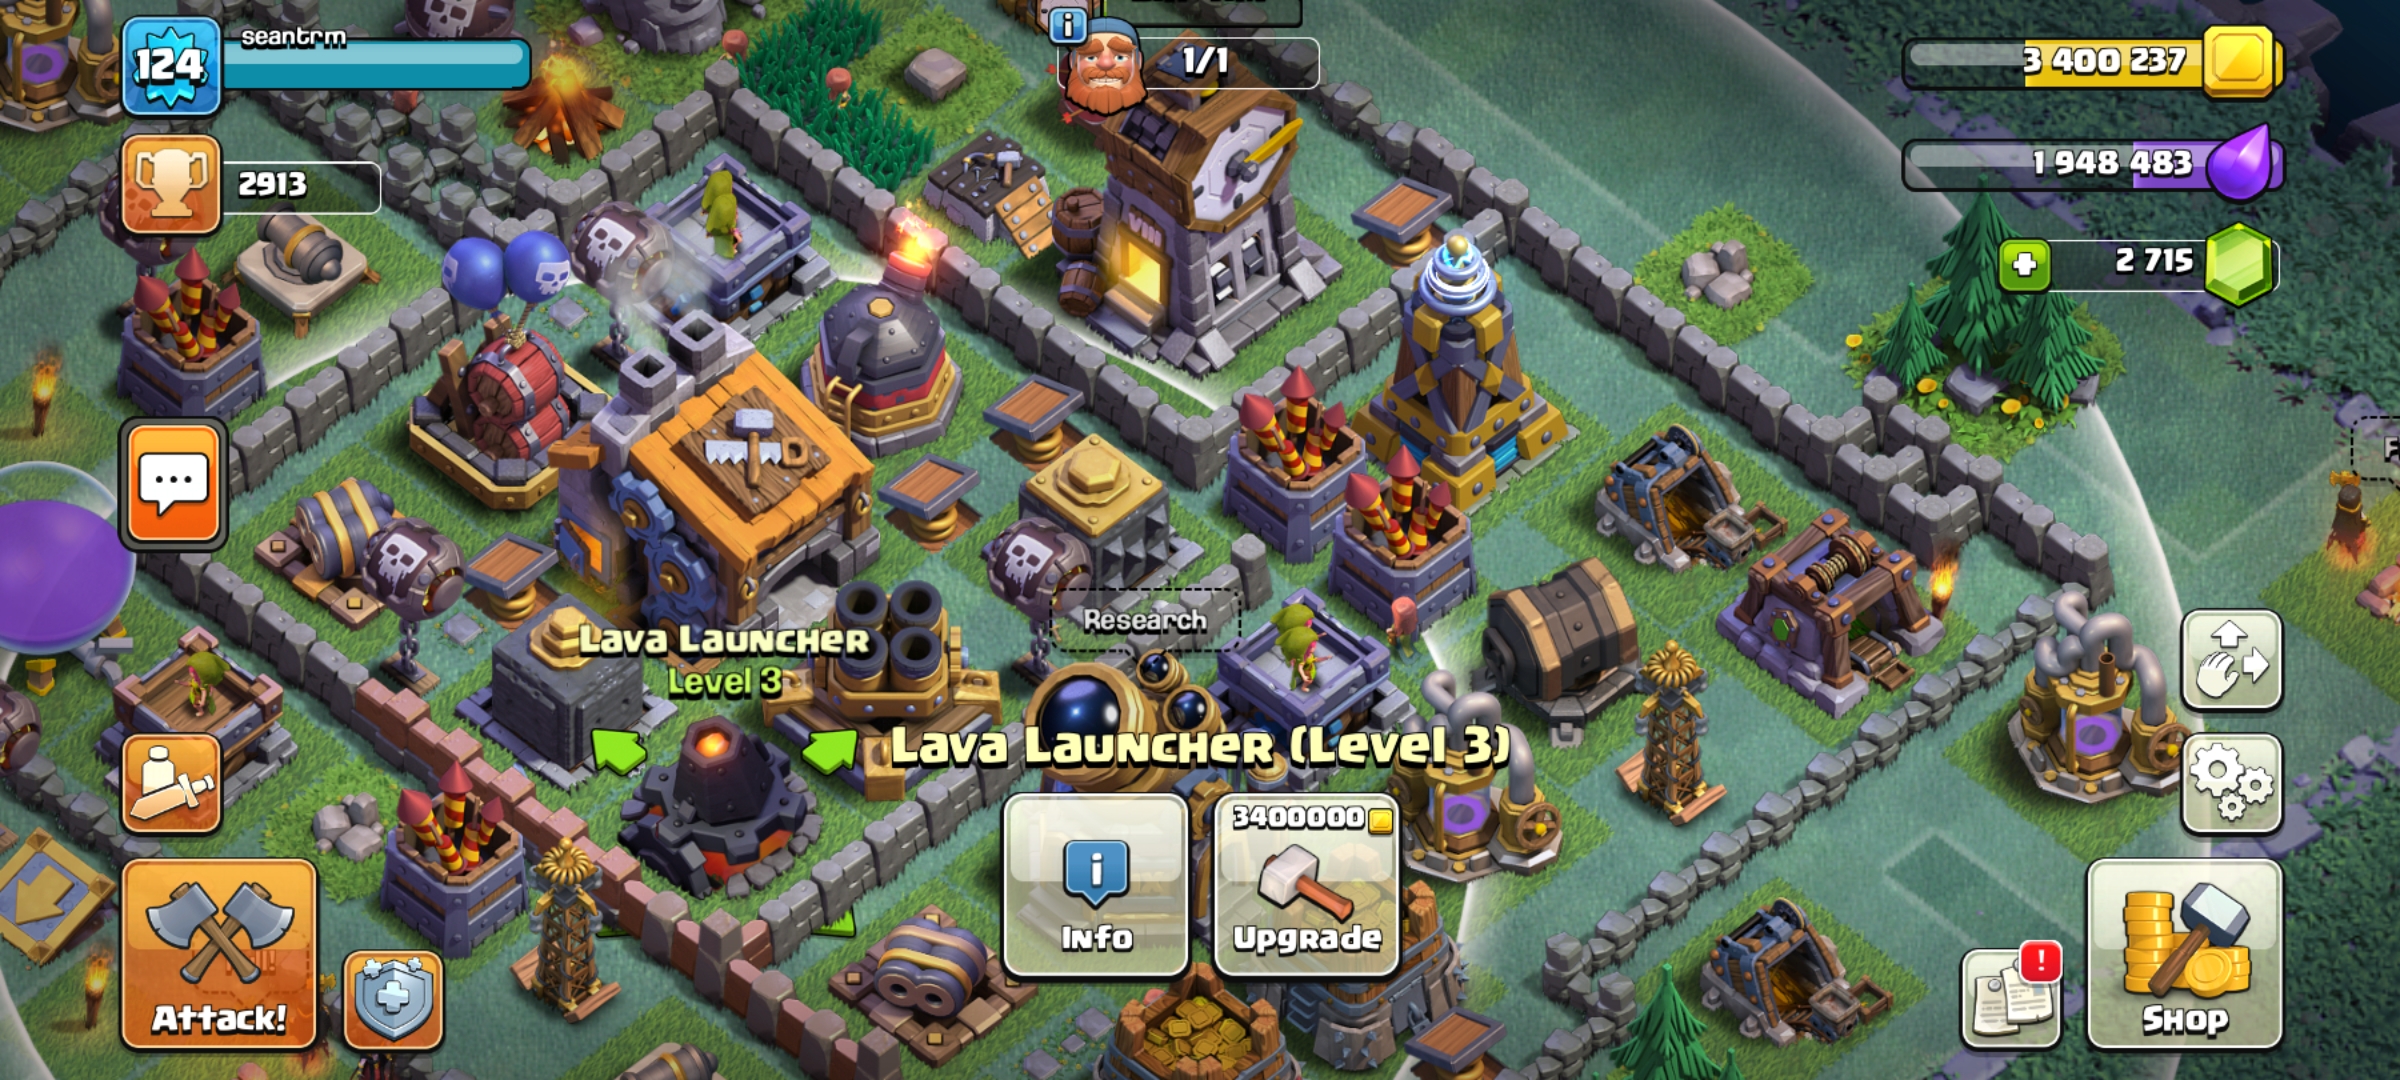 124
seantrm
1/1
3 400 237
2913
1 948 483
2 715
VIII
Research
Lava Launcher
Level 3
Lava Launcher (Level 3)
3400000
i
Info
Upgrade
Attack!
!
Shop